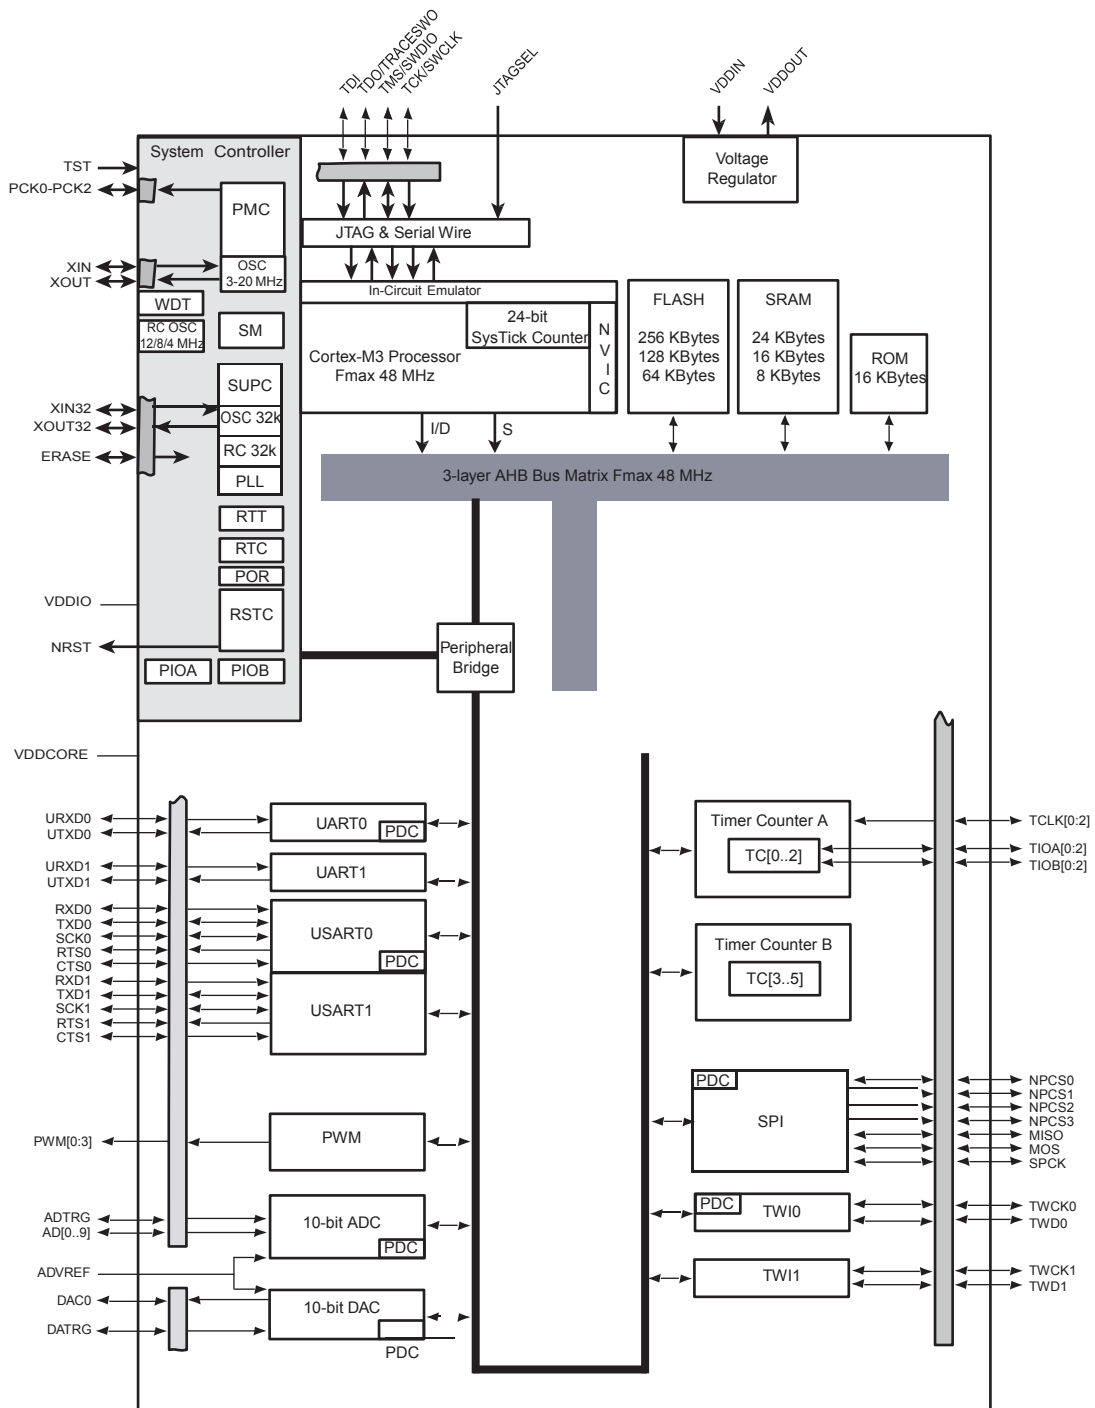 TDI
TDO/TRACESWO
TMS/SWDIO
TCK/SWCLK
JTAGSEL
VDDIN
VDDOUT
System Controller
TST
PCK0-PCK2
PMC
Voltage
Regulator
JTAG & Serial Wire
XIN
XOUT
OSC
3-20 MHz
In-Circuit Emulator
WDT
RC OSC
12/8/4 MHz
SM
24-bit
SysTick Counter
N
V
I
C
Cortex-M3 Processor
Fmax 48 MHz
FLASH
256 KBytes
128 KBytes
64 KBytes
SRAM
24 KBytes
16 KBytes
8 KBytes
ROM
16 KBytes
SUPC
XIN32
XOUT32
OSC 32k
ERASE
RC 32k
PLL
I/D
S
3-layer AHB Bus Matrix Fmax 48 MHz
RTT
RTC
POR
VDDIO
RSTC
NRST
PIOA
PIOB
Peripheral
Bridge
VDDCORE
URXD0
UTXD0
UART0
PDC
URXD1
UTXD1
UART1
RXD0
TXD0
SCK0
RTS0
CTS0
USART0
PDC
RXD1
TXD1
SCK1
RTS1
CTS1
USART1
PWM[0:3]
PWM
ADTRG
AD[0..9]
10-bit ADC
PDC
ADVREF
DAC0
DATRG
10-bit DAC
PDC
Timer Counter A
TC[0..2]
TCLK[0:2]
TIOA[0:2]
TIOB[0:2]
Timer Counter B
TC[3..5]
PDC
SPI
NPCS0
NPCS1
NPCS2
NPCS3
MISO
MOS
SPCK
PDC
TWI0
TWCK0
TWD0
TWI1
TWCK1
TWD1